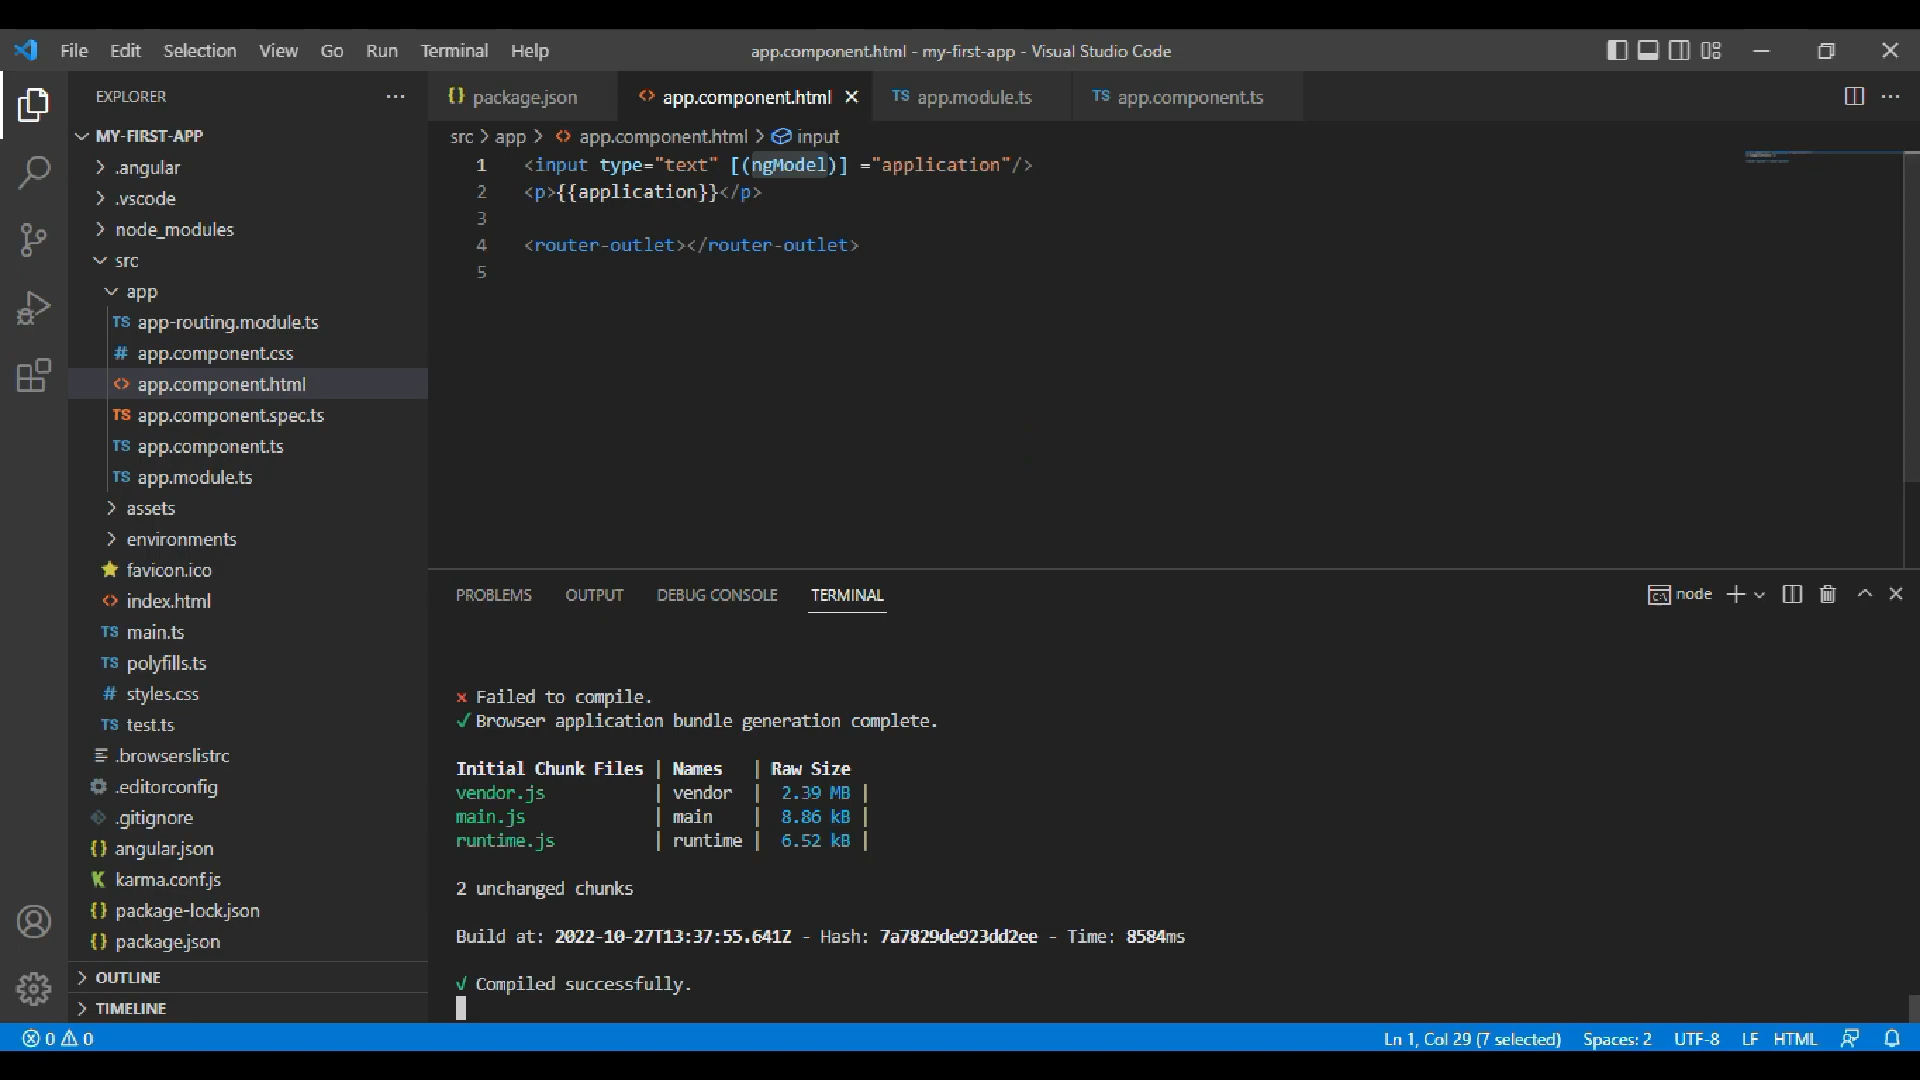 File Edit Selection View Go Run Terminal Help
app.component.html - my-first-app - Visual Studio Code
EXPLORER
MY-FIRST-APP
.angular
.vscode
node_modules
src
app
TS app-routing.module.ts
# app.component.css
<> app.component.html
TS app.component.spec.ts
TS app.component.ts
TS app.module.ts
assets
environments
favicon.ico
<> index.html
TS main.ts
TS polyfills.ts
# styles.css
TS test.ts
.browserslistrc
.editorconfig
.gitignore
{} angular.json
K karma.conf.js
{} package-lock.json
{} package.json
OUTLINE
TIMELINE
{} package.json <> app.component.html TS app.module.ts TS app.component.ts
src > app > <> app.component.html > input
1 <input type="text" [(ngModel)] ="application"/>
2 <p>{{application}}</p>
3
4 <router-outlet></router-outlet>
5
PROBLEMS OUTPUT DEBUG CONSOLE TERMINAL
node
× Failed to compile.
√ Browser application bundle generation complete.
Initial Chunk Files | Names | Raw Size
vendor.js | vendor | 2.39 MB |
main.js | main | 8.86 kB |
runtime.js | runtime | 6.52 kB |
2 unchanged chunks
Build at: 2022-10-27T13:37:55.641Z - Hash: 7a7829de923dd2ee - Time: 8584ms
√ Compiled successfully.
0 0 Ln 1, Col 29 (7 selected) Spaces: 2 UTF-8 LF HTML